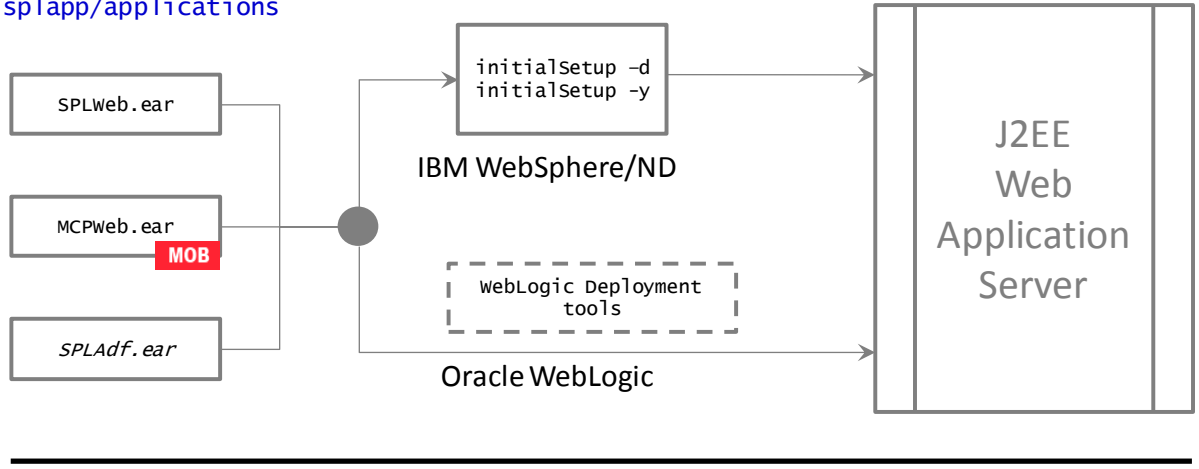 splapp/applications
SPLWeb.ear
MCPWeb.ear
MOB
SPLAdf.ear
initialSetup –d
initialSetup -y
IBM WebSphere/ND
WebLogic Deployment
tools
Oracle WebLogic
J2EE
Web
Application
Server